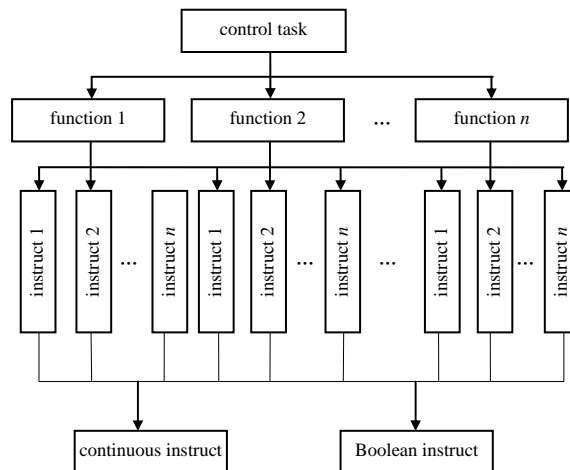 control task
function 1
function 2
...
function n
instruct 1
instruct 2
...
instruct n
instruct 1
instruct 2
...
instruct n
...
instruct 1
instruct 2
...
instruct n
continuous instruct
Boolean instruct